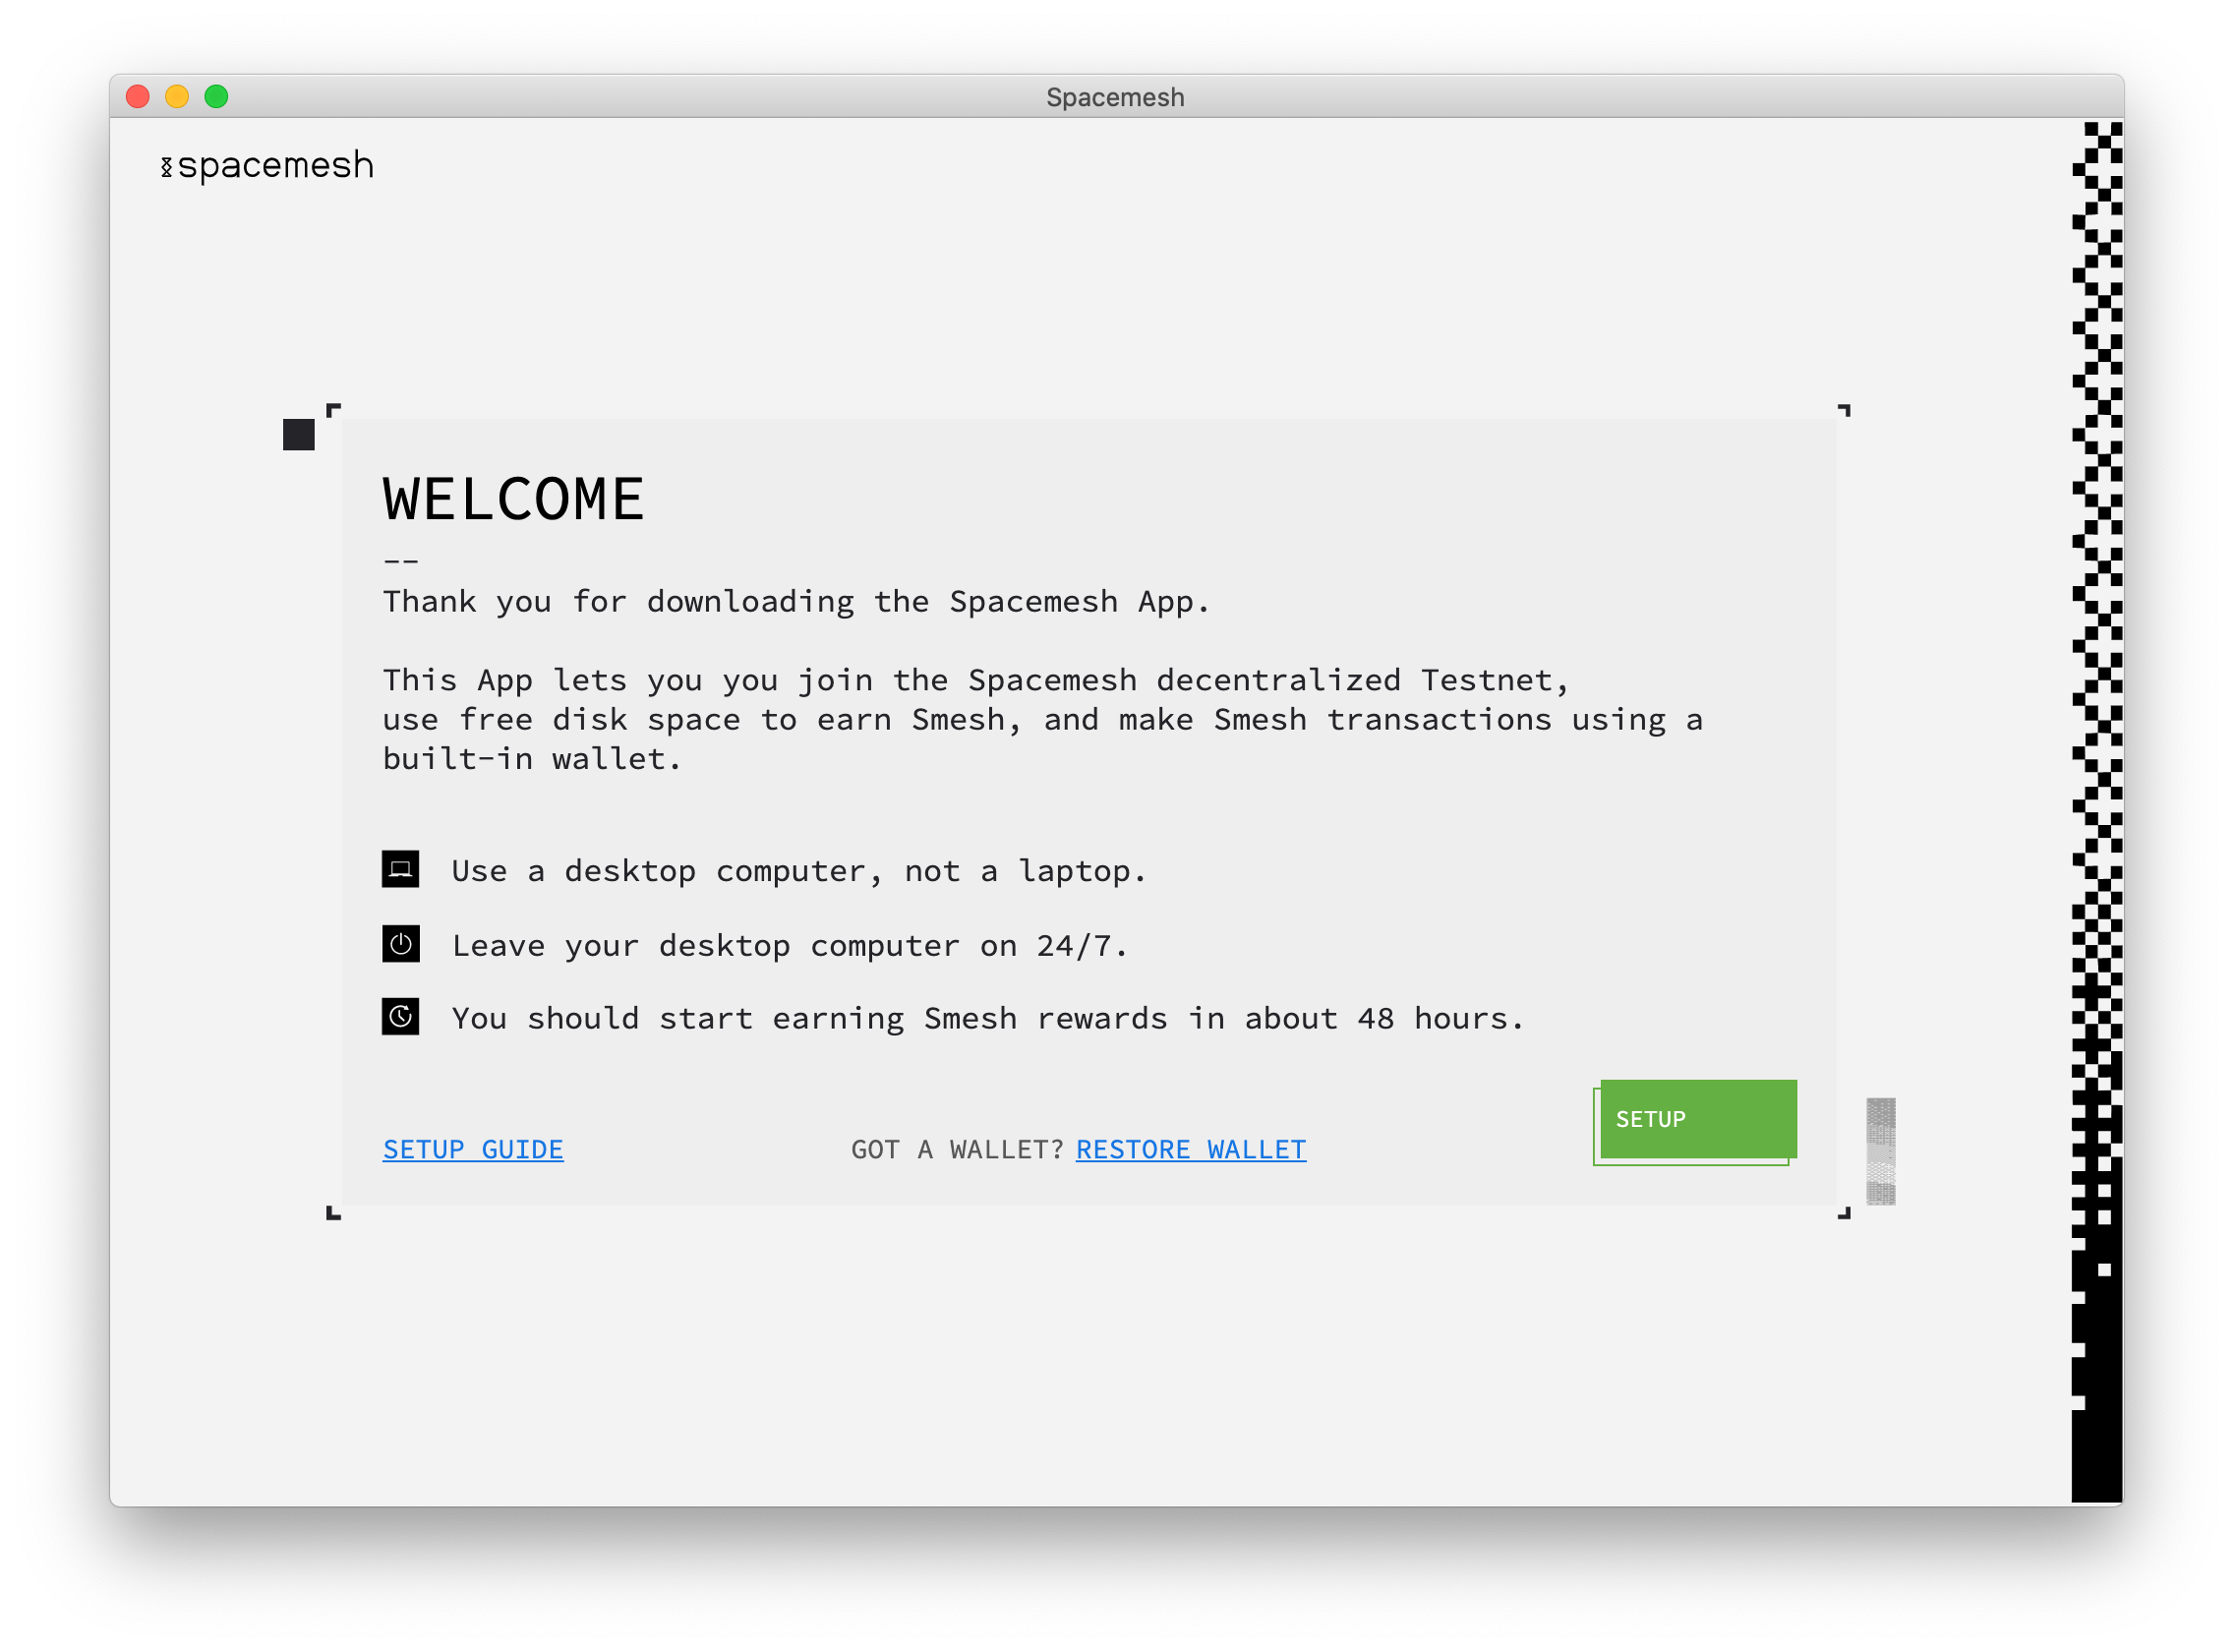 Spacemesh
spacemesh
WELCOME
--
Thank you for downloading the Spacemesh App.
This App lets you you join the Spacemesh decentralized Testnet,
use free disk space to earn Smesh, and make Smesh transactions using a
built-in wallet.
Use a desktop computer, not a laptop.
Leave your desktop computer on 24/7.
You should start earning Smesh rewards in about 48 hours.
SETUP
SETUP GUIDE
GOT A WALLET? RESTORE WALLET